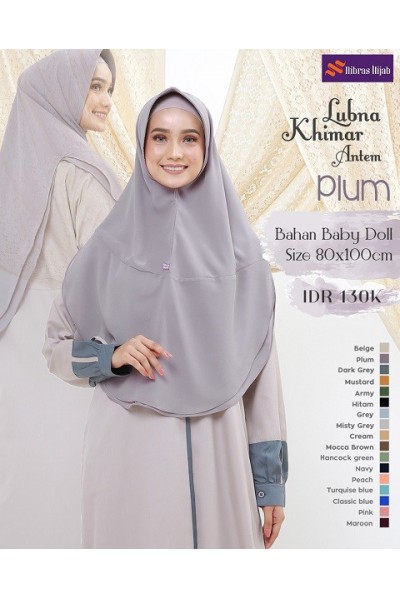 Nibras Hijab
Lubna
Khimar
Antem
plum
Bahan Baby Doll
Size 80x100cm
IDR 130K
Beige
Plum
Dark Grey
Mustard
Army
Hitam
Grey
Misty Grey
Cream
Mocca Brown
Hancock green
Navy
Peach
Turquise blue
Classic blue
Pink
Maroon